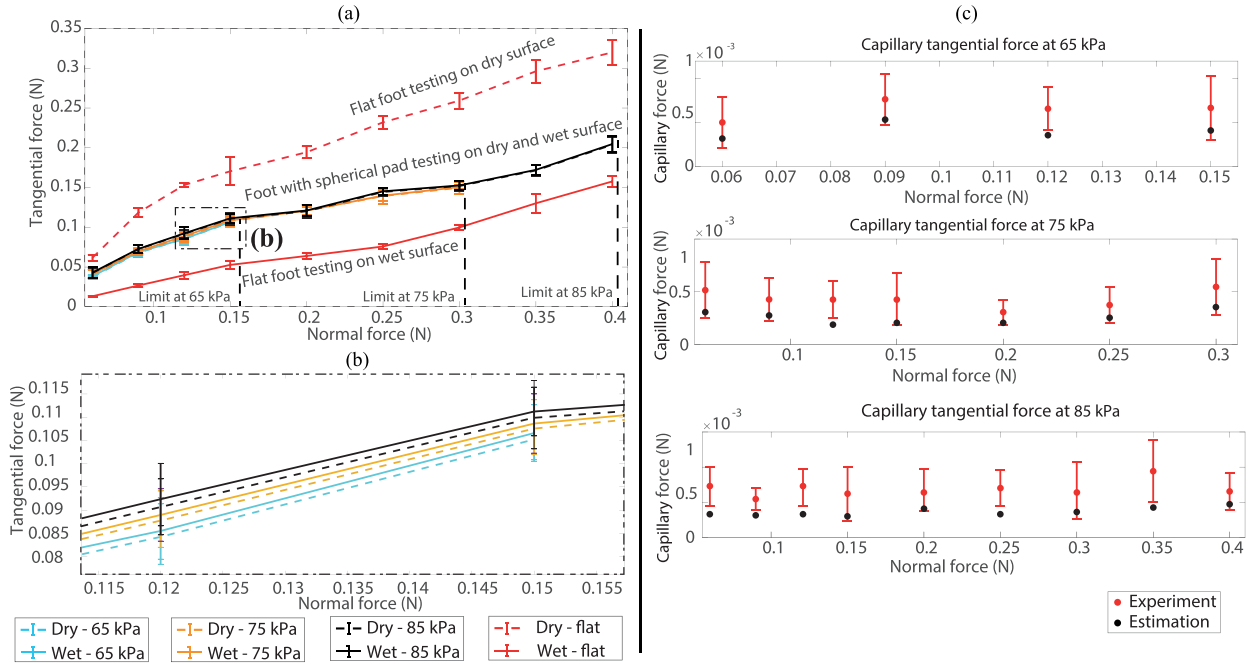 (a)
0.35
0.3
0.25
0.2
0.15
0.1
0.05
0
Tangential force (N)
Flat foot testing on dry surface
Foot with spherical pad testing on dry and wet surface
(b)
Flat foot testing on wet surface
Limit at 65 kPa
Limit at 75 kPa
Limit at 85 kPa
0.1 0.15 0.2 0.25 0.3 0.35 0.4
Normal force (N)
(b)
0.115
0.11
0.105
0.1
0.095
0.09
0.085
0.08
Tangential force (N)
0.115 0.12 0.125 0.13 0.135 0.14 0.145 0.15 0.155
Normal force (N)
Dry - 65 kPa
Wet - 65 kPa
Dry - 75 kPa
Wet - 75 kPa
Dry - 85 kPa
Wet - 85 kPa
Dry - flat
Wet - flat
(c)
Capillary tangential force at 65 kPa
×10⁻³
1
0.5
0
Capillary force (N)
0.06 0.07 0.08 0.09 0.10 0.11 0.12 0.13 0.14 0.15
Normal force (N)
Capillary tangential force at 75 kPa
×10⁻³
1
0.5
0
Capillary force (N)
0.1 0.15 0.2 0.25 0.3
Normal force (N)
Capillary tangential force at 85 kPa
×10⁻³
1
0.5
0
Capillary force (N)
0.1 0.15 0.2 0.25 0.3 0.35 0.4
Normal force (N)
Experiment
Estimation